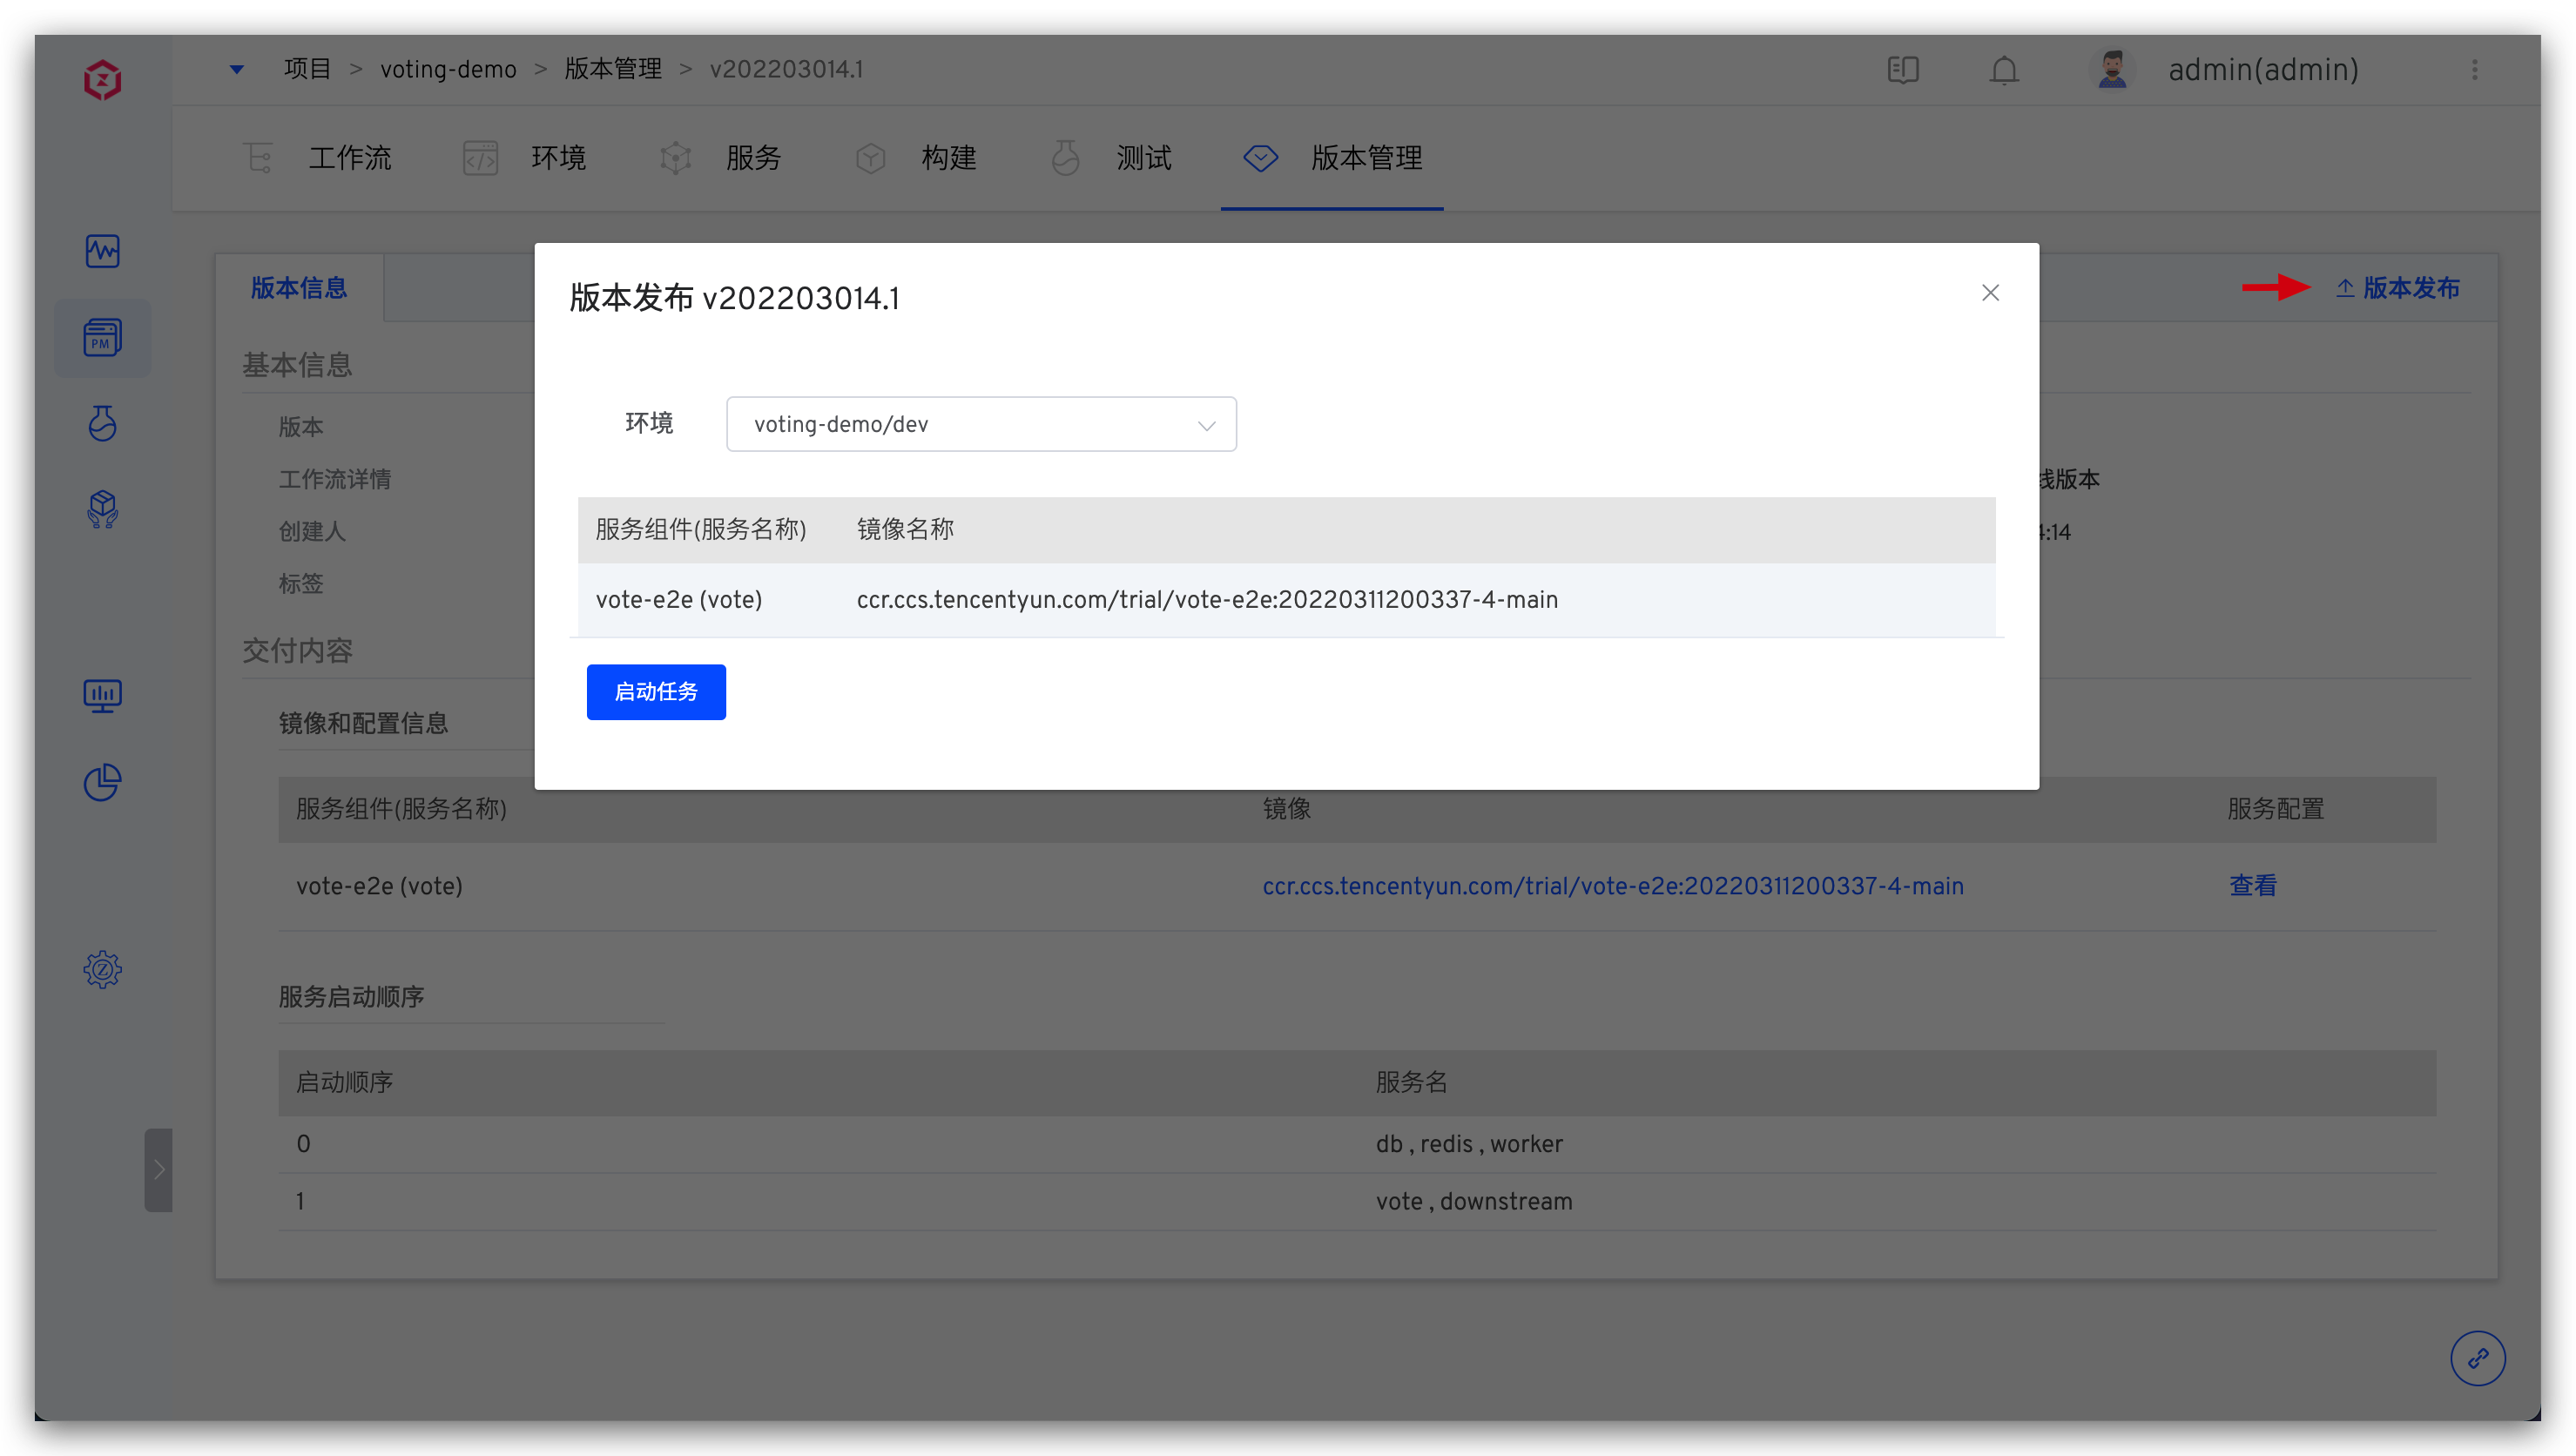 项目 > voting-demo > 版本管理 > v202203014.1
admin(admin)
工作流 环境 服务 构建 测试 版本管理
版本信息
版本发布
PM
基本信息
版本
工作流详情
线版本
创建人
4:14
标签
交付内容
版本发布 v202203014.1
环境 voting-demo/dev
服务组件(服务名称) 镜像名称
vote-e2e (vote) ccr.ccs.tencentyun.com/trial/vote-e2e:20220311200337-4-main
启动任务
镜像和配置信息
服务组件(服务名称) 镜像 服务配置
vote-e2e (vote) ccr.ccs.tencentyun.com/trial/vote-e2e:20220311200337-4-main 查看
服务启动顺序
启动顺序 服务名
0 db , redis , worker
1 vote , downstream